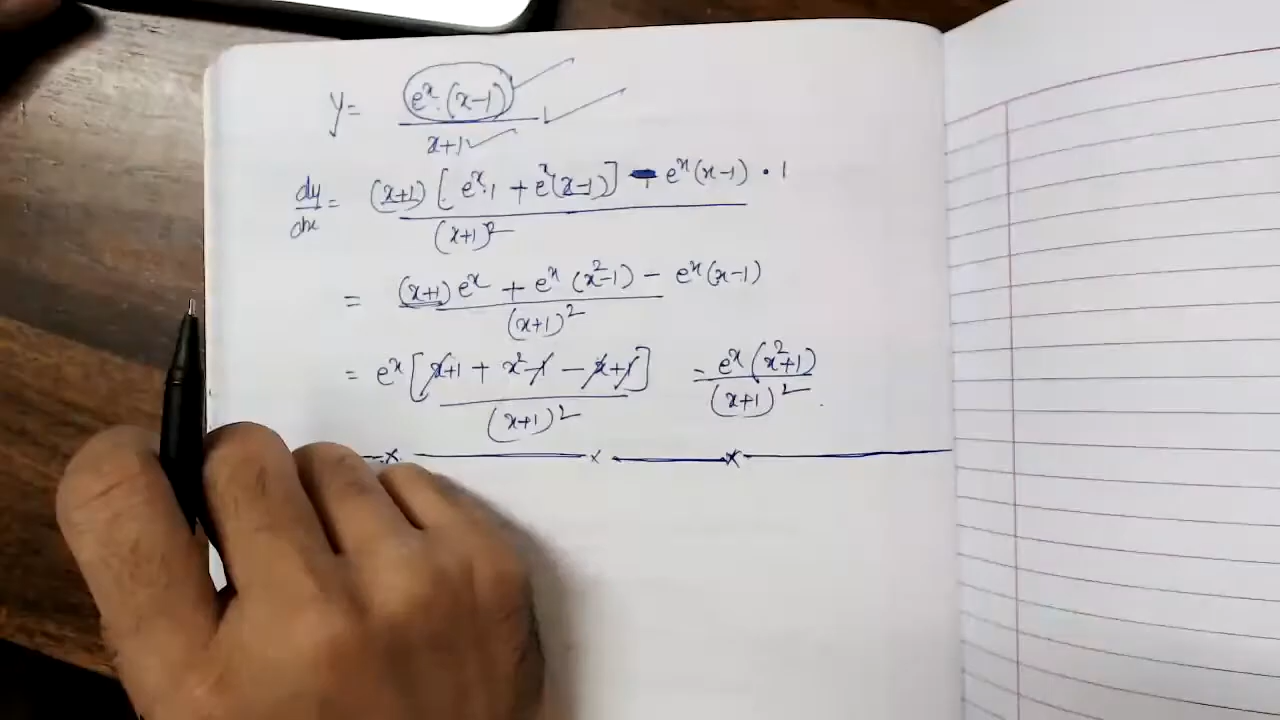 y= e^x·(x-1) / x+1
dy/dx = (x+1)[e^x·1 + e^x(x-1)] - e^x(x-1)·1 / (x+1)^2
= (x+1)e^x + e^x(x^2-1) - e^x(x-1) / (x+1)^2
= e^x[x+1 + x^2-1 -x+1] / (x+1)^2 = e^x(x^2+1) / (x+1)^2